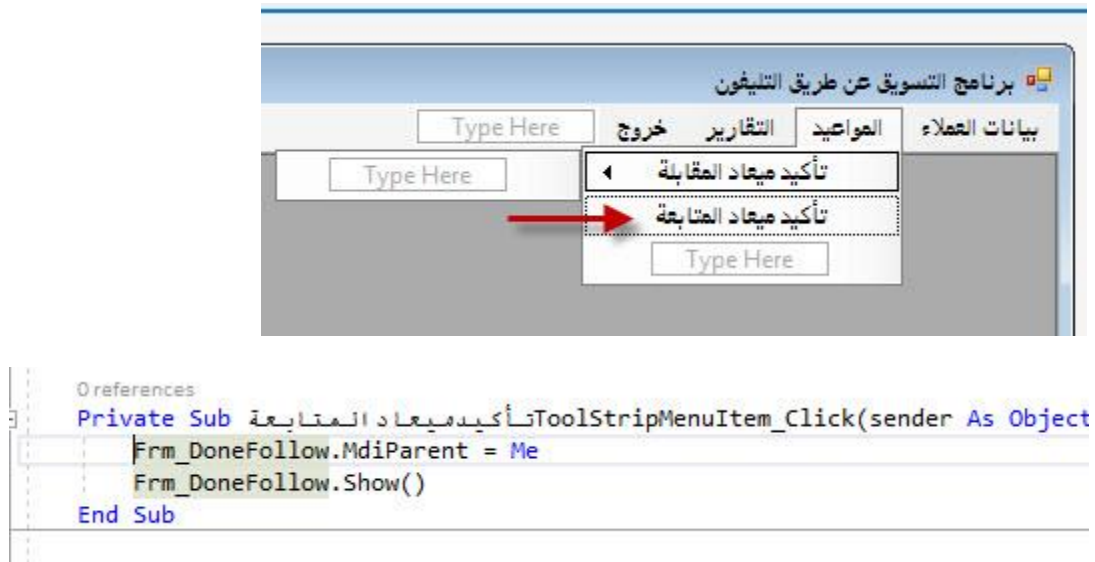 برنامج التسويق عن طريق التليفون
بيانات العملاء المواعيد التقارير خروج Type Here
تأكيد ميعاد المقابلة Type Here
تأكيد ميعاد المتابعة
Type Here
0 references
Private Sub تأكيدميعادالمتابعةToolStripMenuItem_Click(sender As Object
Frm_DoneFollow.MdiParent = Me
Frm_DoneFollow.Show()
End Sub